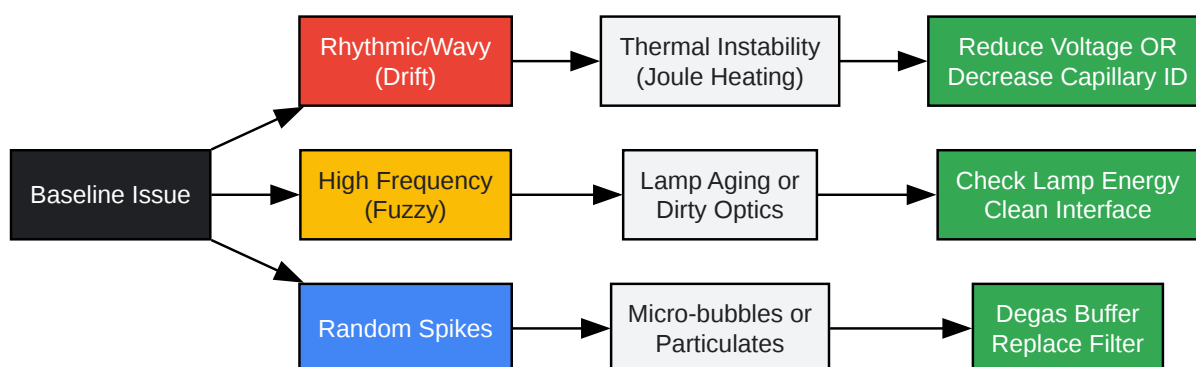 Baseline Issue
Rhythmic/Wavy
(Drift)
Thermal Instability
(Joule Heating)
Reduce Voltage OR
Decrease Capillary ID
High Frequency
(Fuzzy)
Lamp Aging or
Dirty Optics
Check Lamp Energy
Clean Interface
Random Spikes
Micro-bubbles or
Particulates
Degas Buffer
Replace Filter